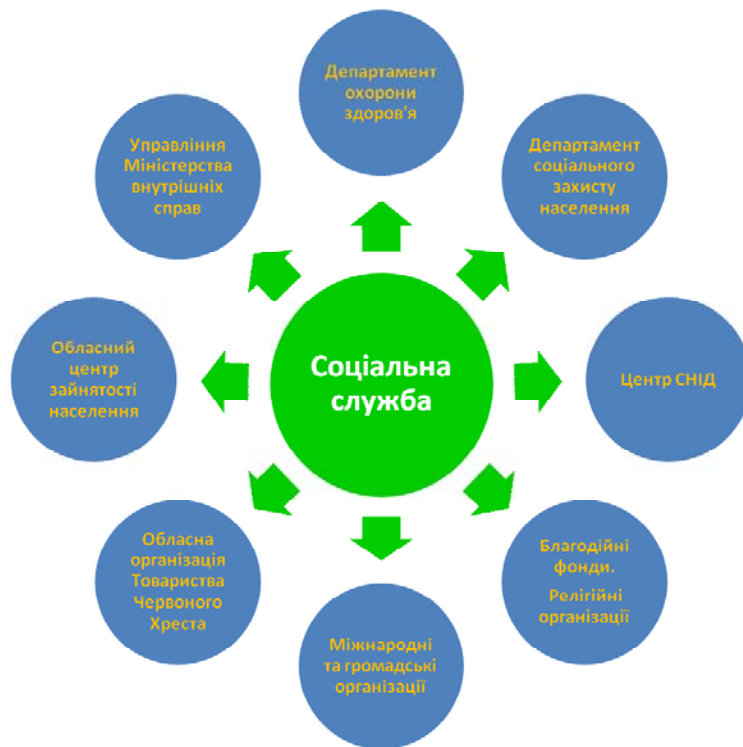 Департамент
охорони
здоров'я
Департамент
соціального
захисту
населення
Центр СНІД
Благодійні
фонди.
Релігійні
організації
Міжнародні
та громадські
організації
Обласна
організація
Товариства
Червоного
Хреста
Обласний
центр
зайнятості
населення
Управління
Міністерства
внутрішніх
справ
Соціальна
служба